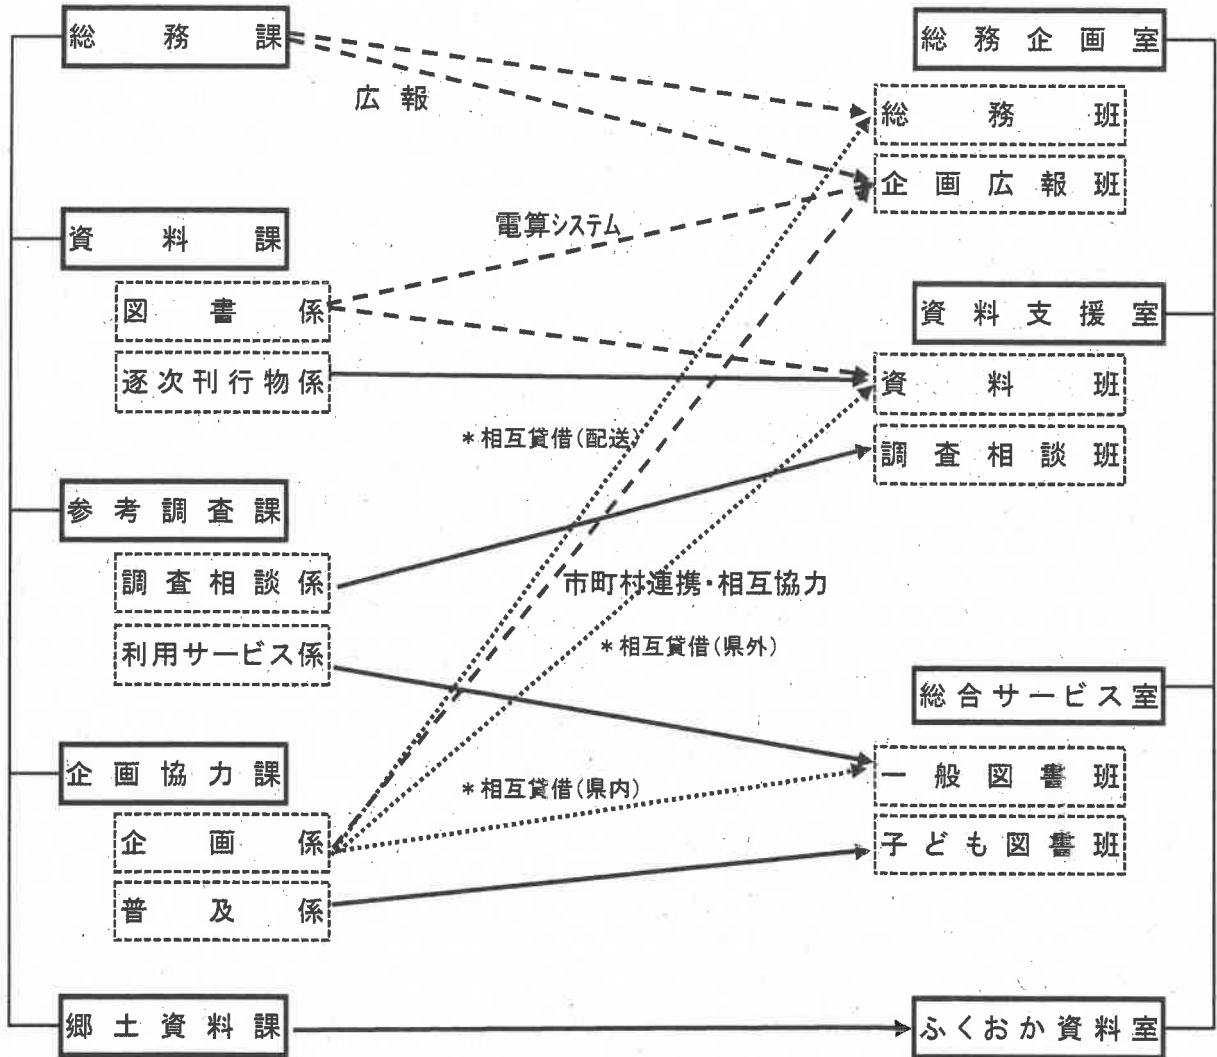 総務課
広報
資料課
図書係
逐次刊行物係
電算システム
参考調査課
調査相談係
利用サービス係
*相互貸借(配送)
市町村連携・相互協力
*相互貸借(県外)
企画協力課
企画係
普及係
*相互貸借(県内)
郷土資料課
総務企画室
総務班
企画広報班
資料支援室
資料班
調査相談班
総合サービス室
一般図書班
子ども図書班
ふくおか資料室